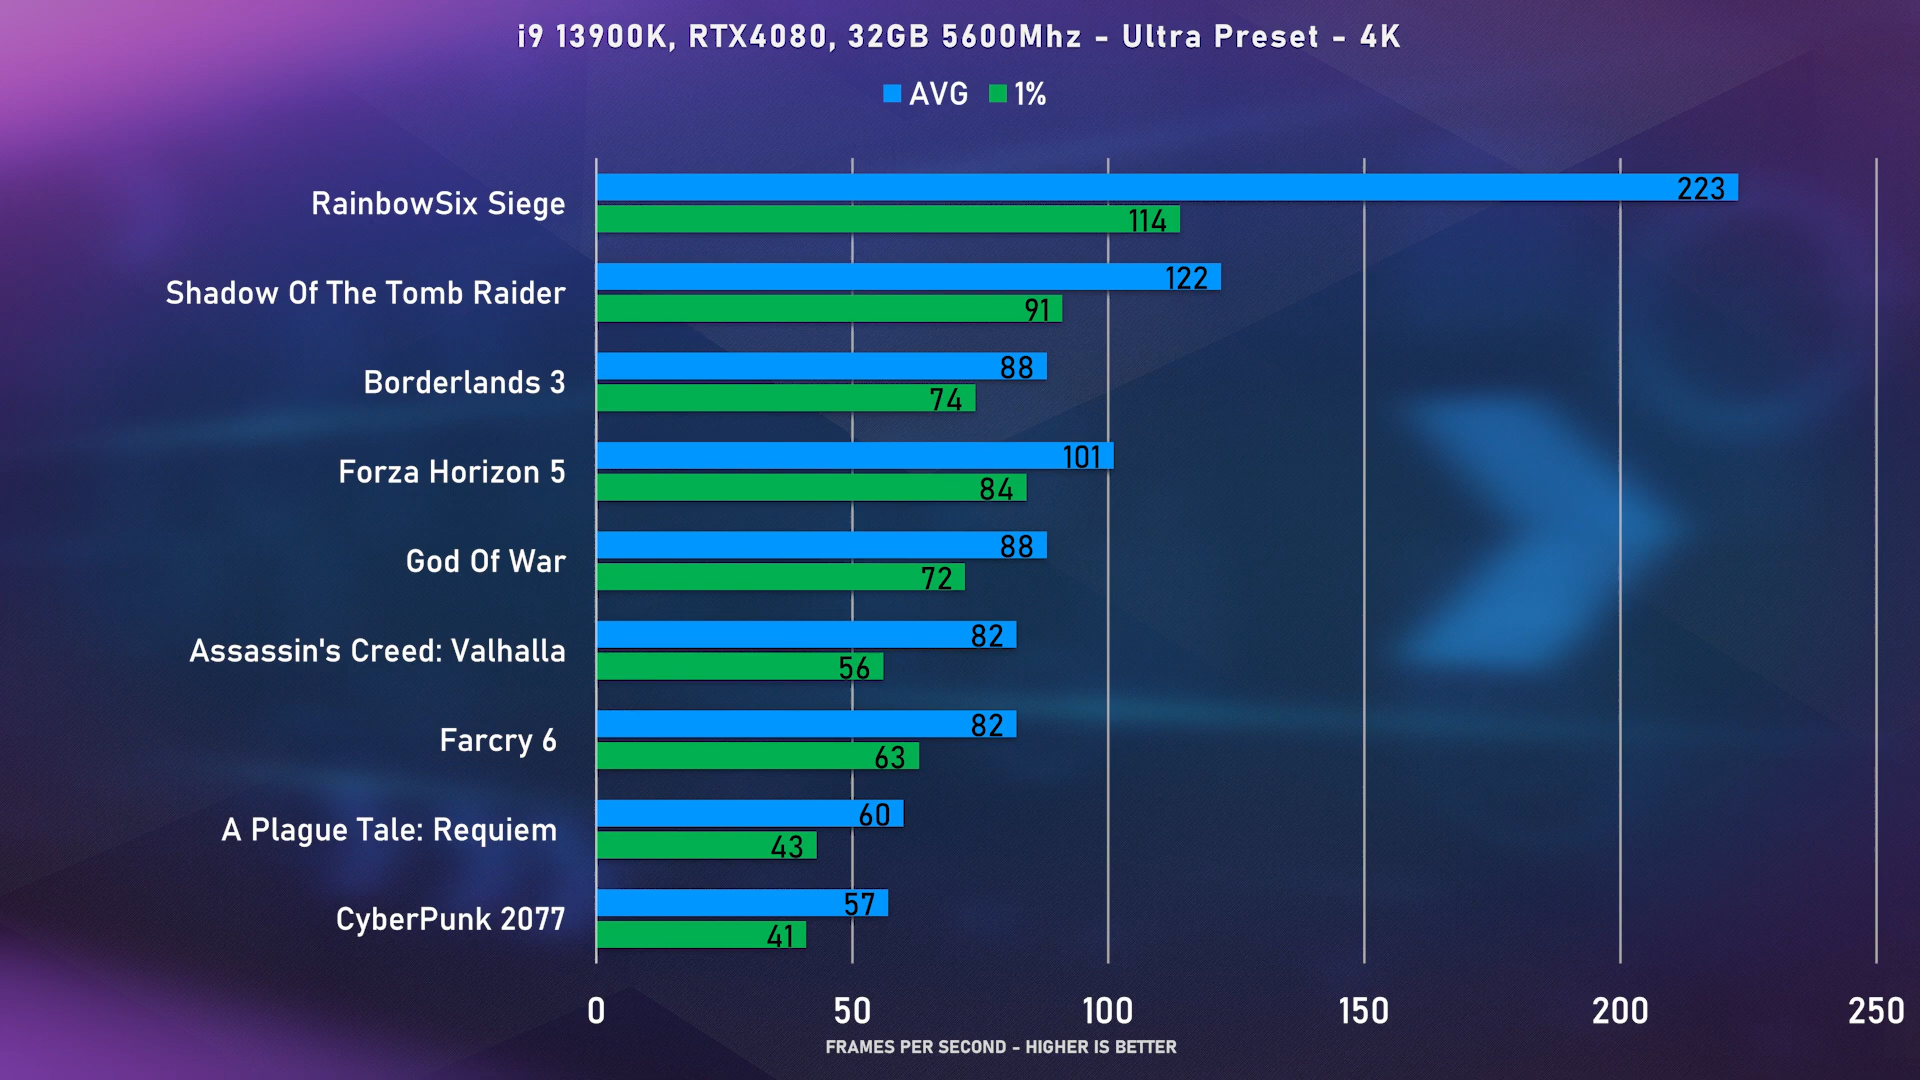 i9 13900K, RTX4080, 32GB 5600Mhz - Ultra Preset - 4K
AVG 1%
RainbowSix Siege 223
114
Shadow Of The Tomb Raider 122
91
Borderlands 3 88
74
Forza Horizon 5 101
84
God Of War 88
72
Assassin's Creed: Valhalla 82
56
Farcry 6 82
63
A Plague Tale: Requiem 60
43
CyberPunk 2077 57
41
0 50 100 150 200 250
FRAMES PER SECOND - HIGHER IS BETTER